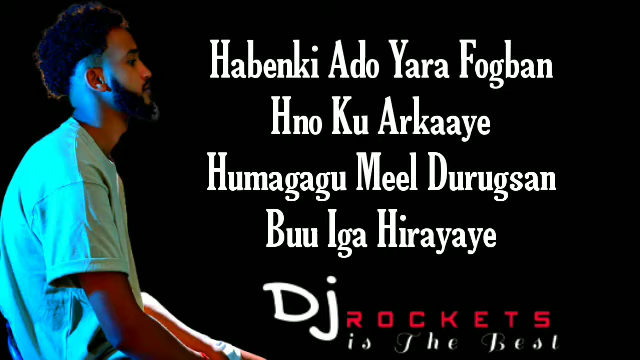 Habenki Ado Yara Fogban
Hno Ku Arkaaye
Humagagu Meel Durugsan
Buu Iga Hirayaye
Dj ROCKETS
is The Best